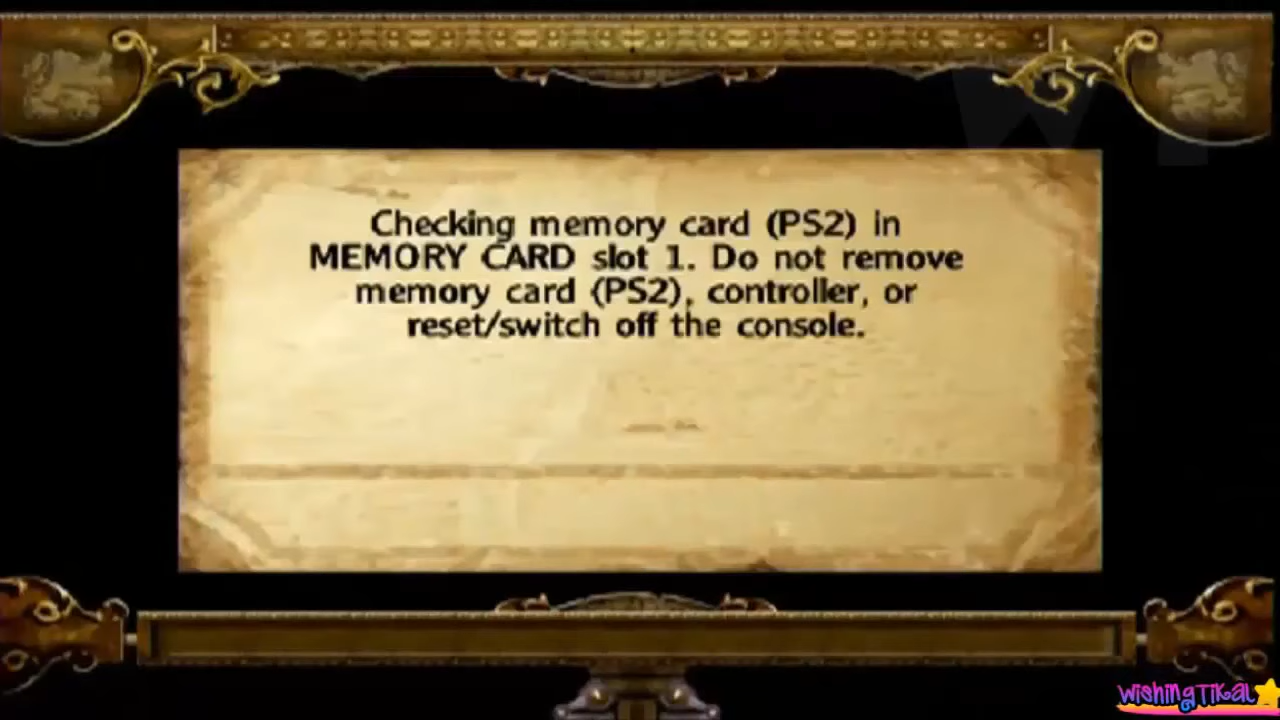 Checking memory card (PS2) in
MEMORY CARD slot 1. Do not remove
memory card (PS2), controller, or
reset/switch off the console.
WishingTikal